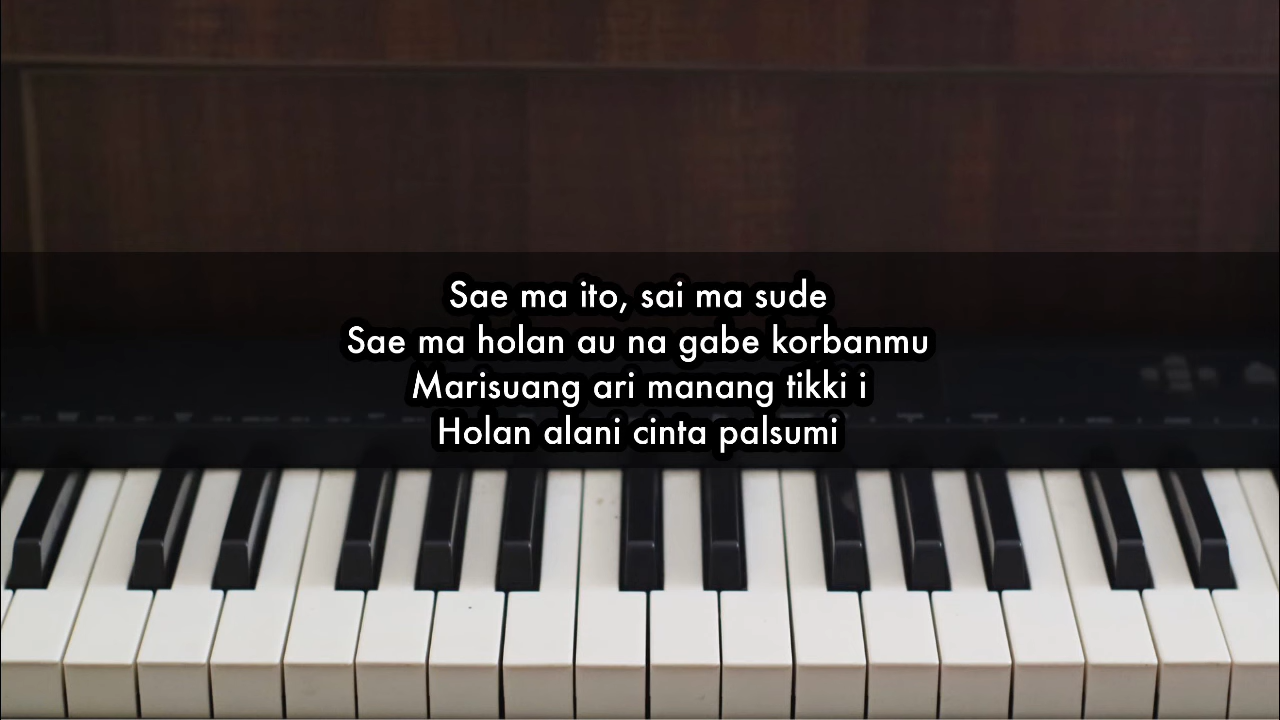 Sae ma ito, sai ma sude
Sae ma holan au na gabe korbanmu
Marisuang ari manang tikki i
Holan alani cinta palsumi